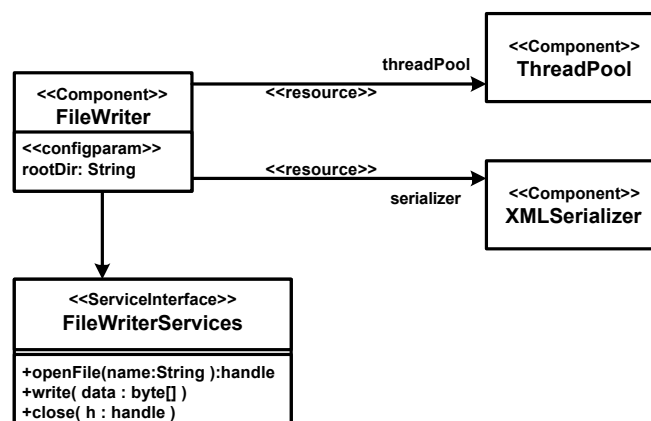 <<Component>>
FileWriter
<<configparam>>
rootDir: String
threadPool
<<resource>>
<<Component>>
ThreadPool
<<resource>>
serializer
<<Component>>
XMLSerializer
<<ServiceInterface>>
FileWriterServices
+openFile(name:String ):handle
+write( data : byte[] )
+close( h : handle )